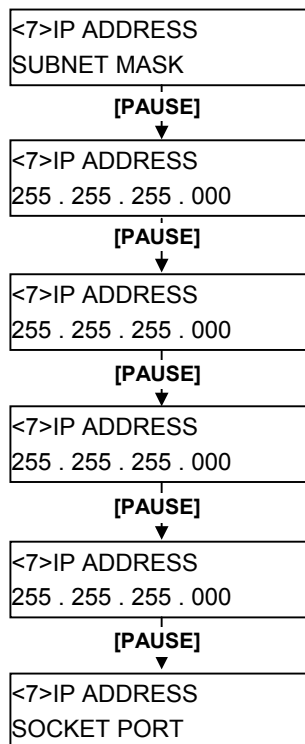 <7>IP ADDRESS
SUBNET MASK
[PAUSE]
<7>IP ADDRESS
255 . 255 . 255 . 000
[PAUSE]
<7>IP ADDRESS
255 . 255 . 255 . 000
[PAUSE]
<7>IP ADDRESS
255 . 255 . 255 . 000
[PAUSE]
<7>IP ADDRESS
255 . 255 . 255 . 000
[PAUSE]
<7>IP ADDRESS
SOCKET PORT